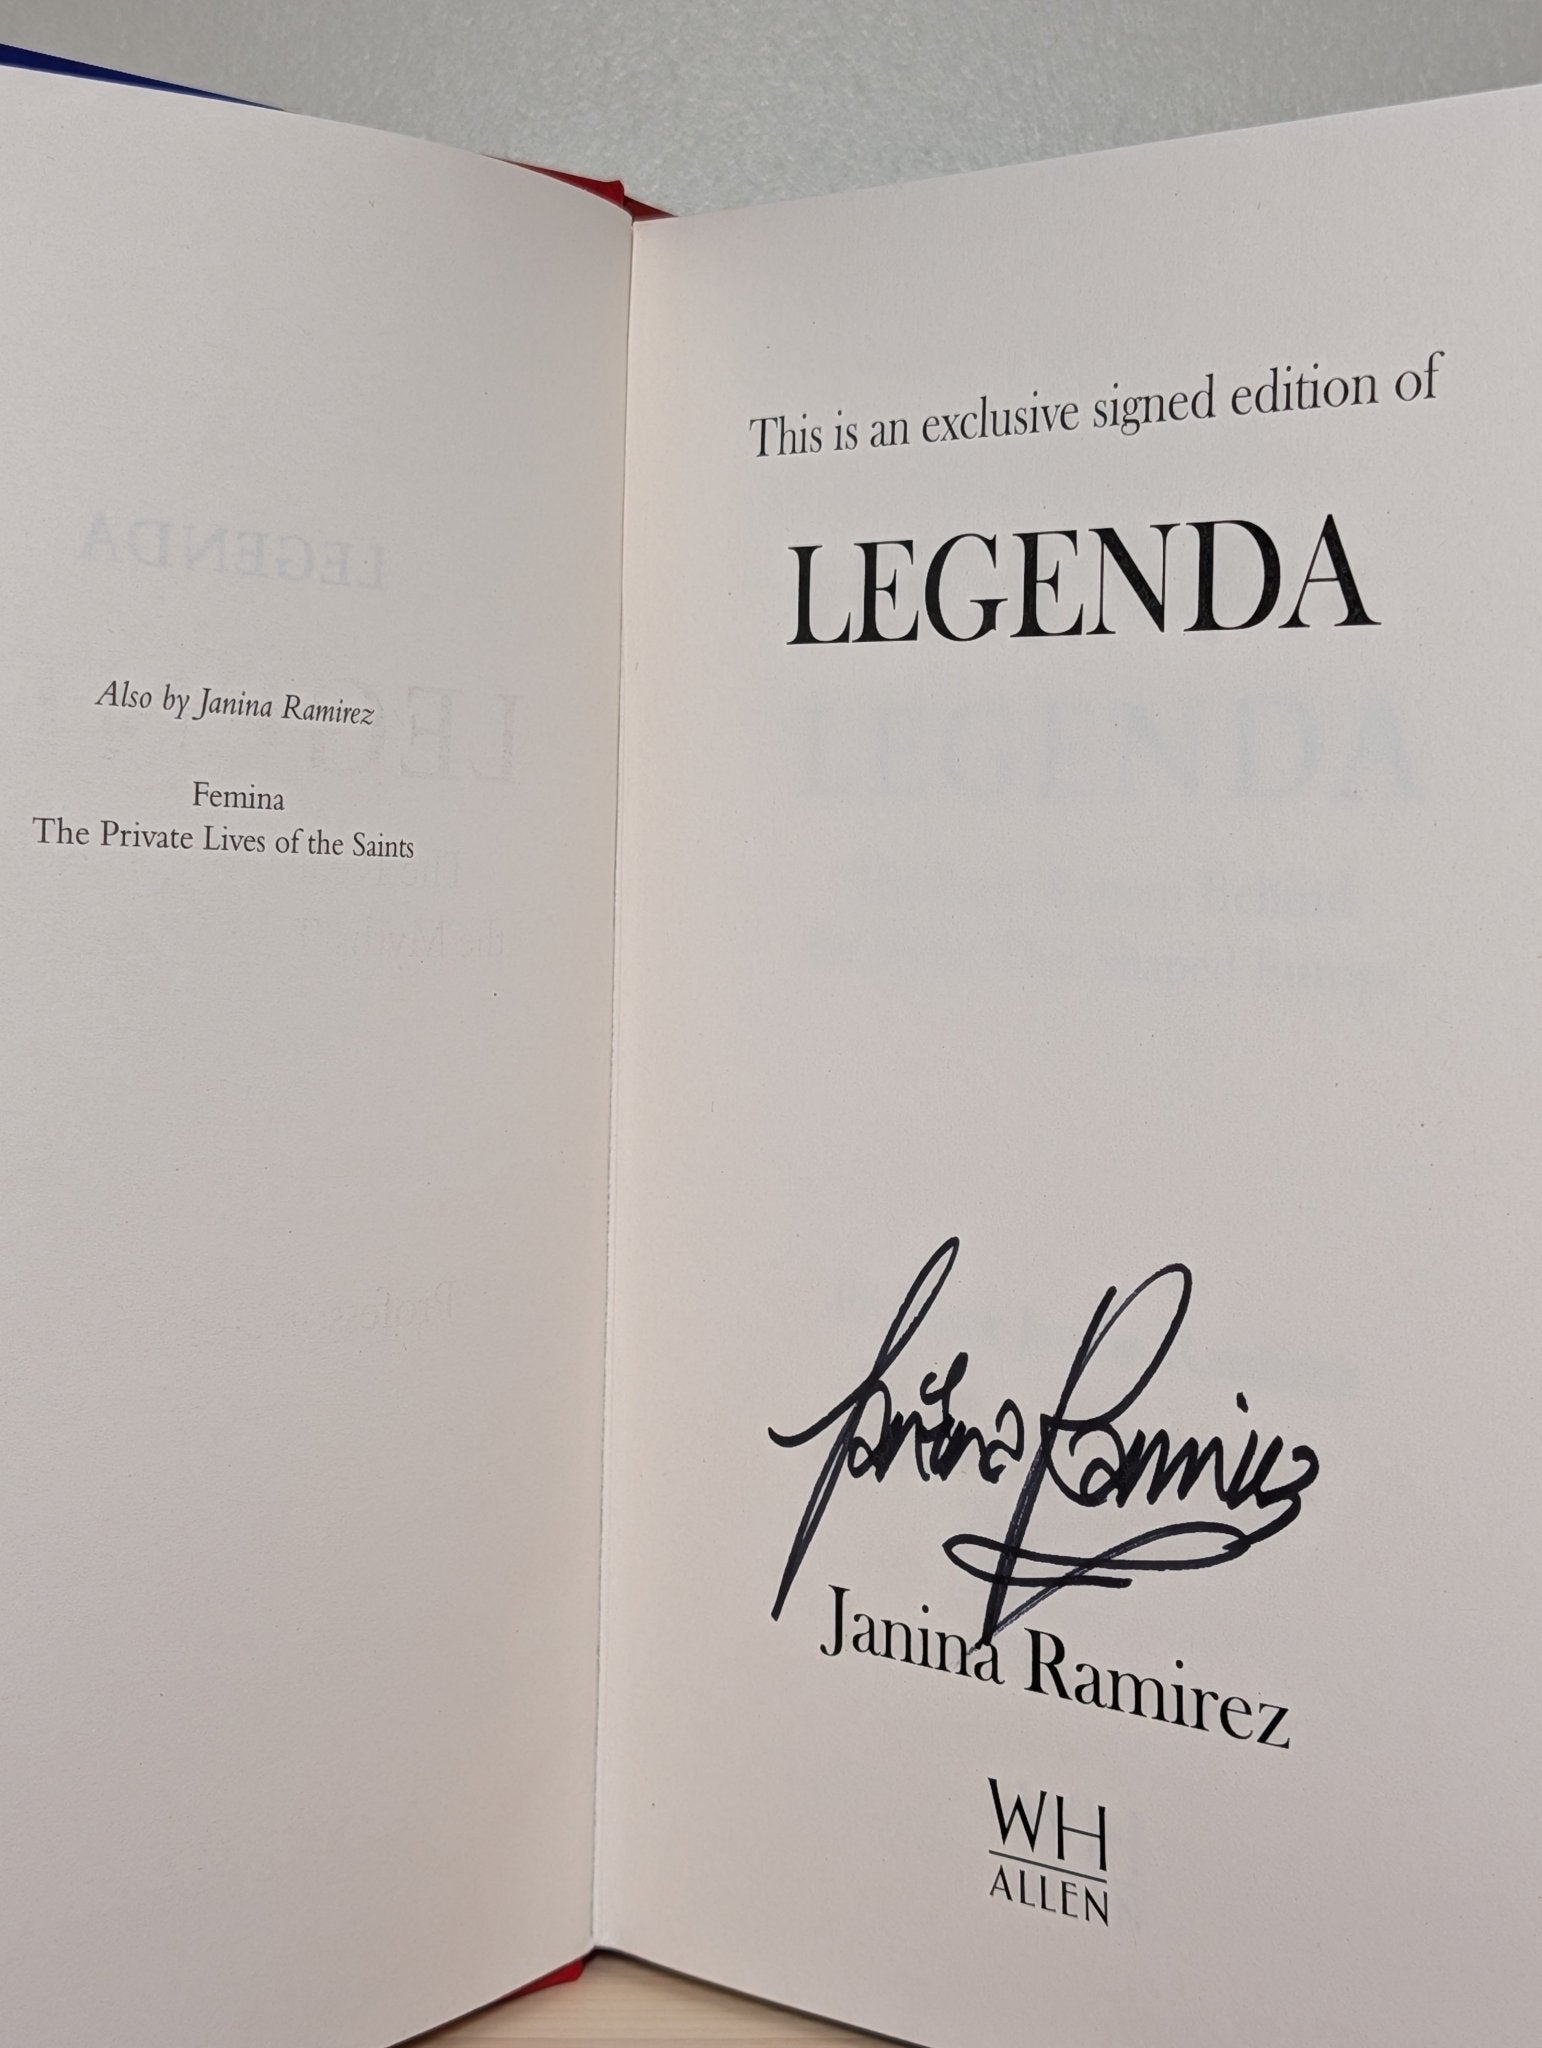 Also by Janina Ramirez
Femina
The Private Lives of the Saints
This is an exclusive signed edition of
LEGENDA
Janina Ramirez
Janina Ramirez
WH
ALLEN